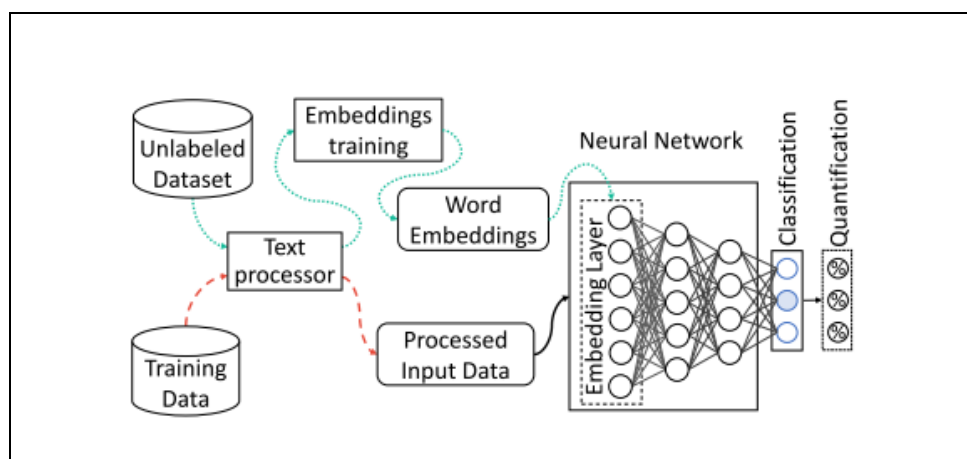 Unlabeled
Dataset
Embeddings
training
Neural Network
Word
Embeddings
Text
processor
Training
Data
Processed
Input Data
Embedding Layer
Classification
Quantification
%
%
%